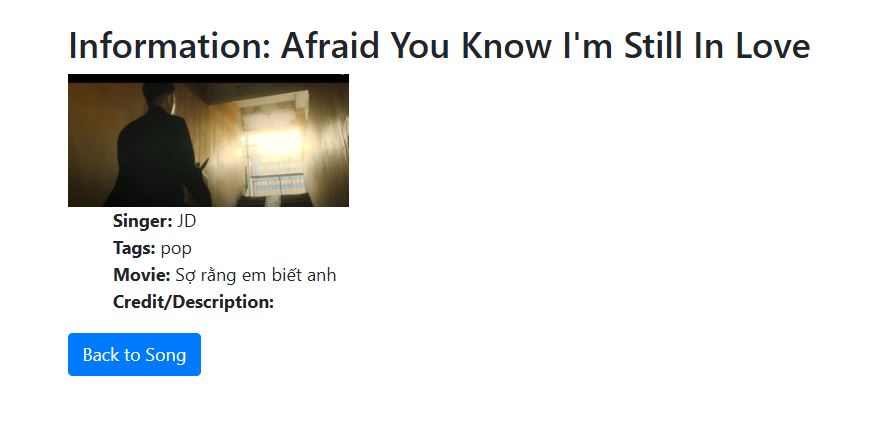 Information: Afraid You Know I'm Still In Love
Singer: JD
Tags: pop
Movie: Sợ rằng em biết anh
Credit/Description:
Back to Song